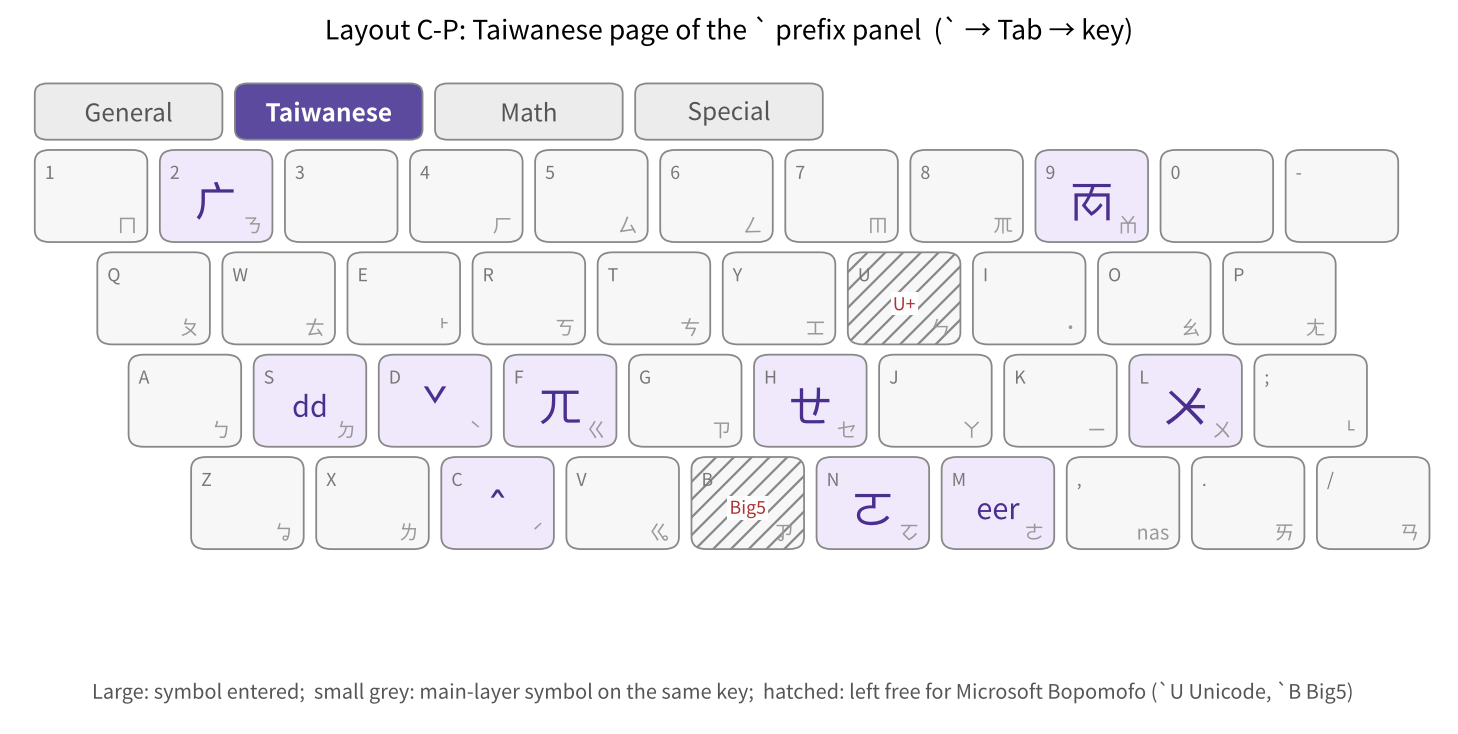 Layout C-P: Taiwanese page of the ` prefix panel (` → Tab → key)
General Taiwanese Math Special
1 ㄇ 2 ㄋ 3 4 ㄏ 5 ㄙ 6 ㄥ 7 8 9 0 -
Q ㄆ W ㄊ E R ㄎ T ㄘ Y ㆲ U U+ ㄣ I ˙ O ㄠ P ㄤ
A ㄅ S dd ㄉ D ˇ ˋ F ㄍ G ㄗ H ㄝ J ㄚ K ㄧ L ㄨ ;
Z ㆠ X ㄌ C ˆ ˊ V ㆣ B Big5 N ㄛ M eer ㄜ , nas . ㄞ / ㄢ
Large: symbol entered; small grey: main-layer symbol on the same key; hatched: left free for Microsoft Bopomofo (`U Unicode, `B Big5)